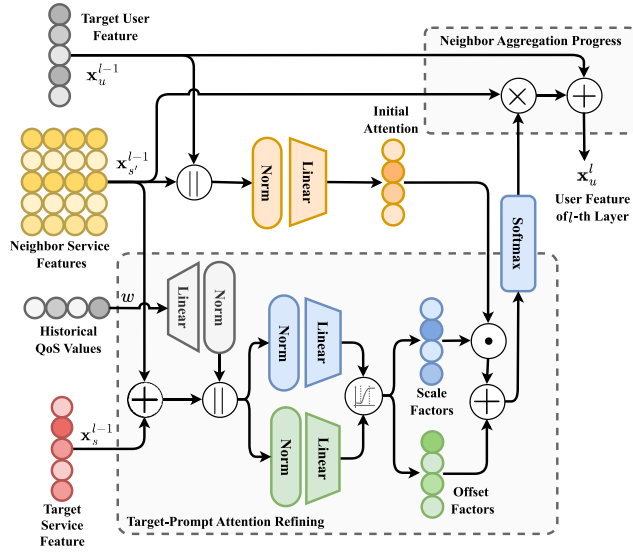 Target User
Feature
x_u^{l−1}
Neighbor Aggregation Progress
Initial
Attention
x_{s'}^{l−1}
||
Norm
Linear
×
+
x_u^l
User Feature
of l-th Layer
Neighbor Service
Features
Softmax
Historical
QoS Values
w
Linear
Norm
Norm
Linear
+
||
Scale
Factors
+
x_s^{l−1}
Norm
Linear
Offset
Factors
Target
Service
Feature
Target-Prompt Attention Refining